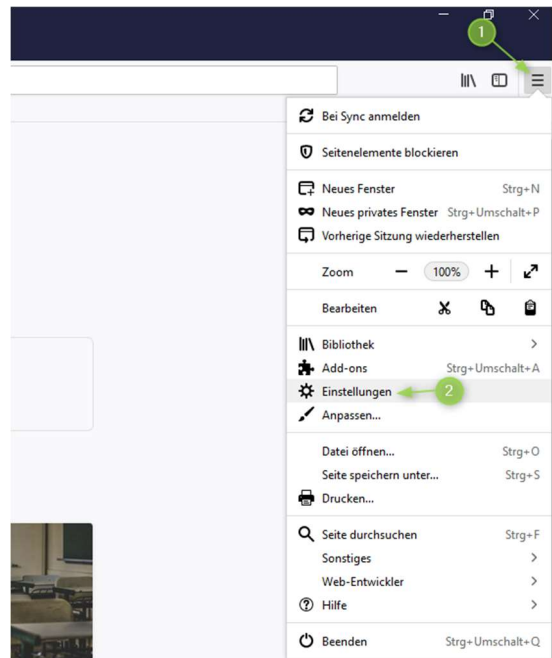 1
Bei Sync anmelden
Seitenelemente blockieren
Neues Fenster Strg+N
Neues privates Fenster Strg+Umschalt+P
Vorherige Sitzung wiederherstellen
Zoom 100%
Bearbeiten
Bibliothek
Add-ons Strg+Umschalt+A
Einstellungen 2
Anpassen...
Datei öffnen... Strg+O
Seite speichern unter... Strg+S
Drucken...
Seite durchsuchen Strg+F
Sonstiges
Web-Entwickler
Hilfe
Beenden Strg+Umschalt+Q